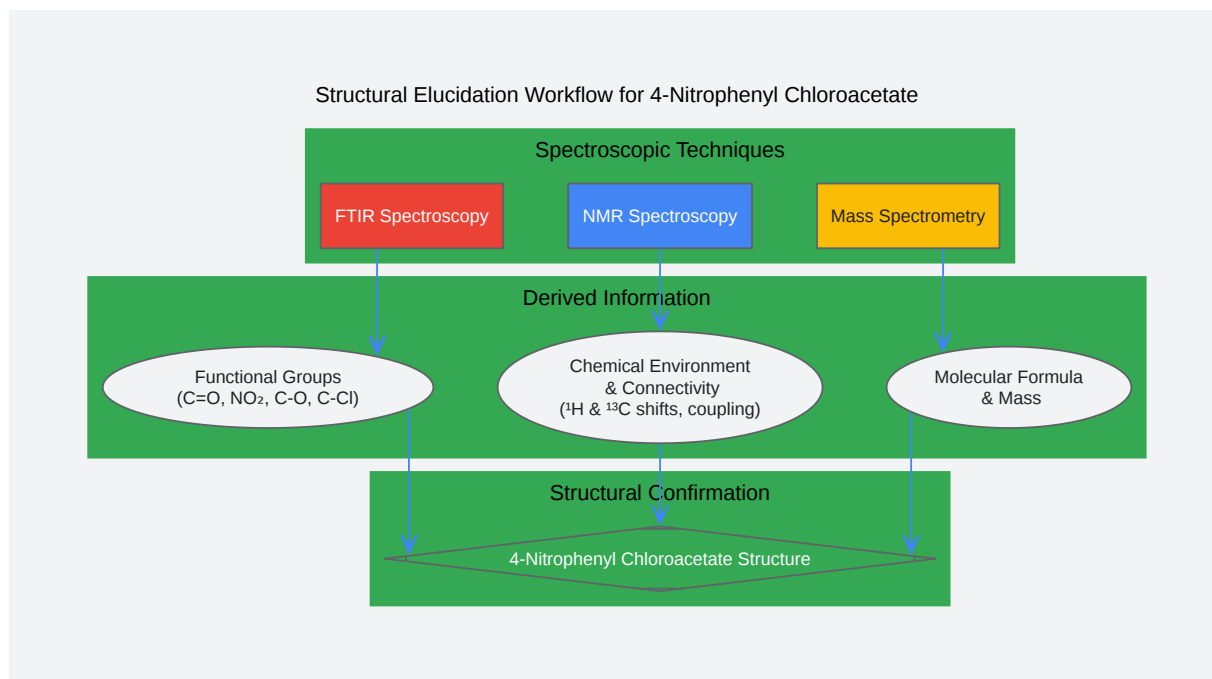 Structural Elucidation Workflow for 4-Nitrophenyl Chloroacetate
Spectroscopic Techniques
FTIR Spectroscopy
NMR Spectroscopy
Mass Spectrometry
Derived Information
Functional Groups
(C=O, NO₂, C-O, C-Cl)
Chemical Environment
& Connectivity
(¹H & ¹³C shifts, coupling)
Molecular Formula
& Mass
Structural Confirmation
4-Nitrophenyl Chloroacetate Structure